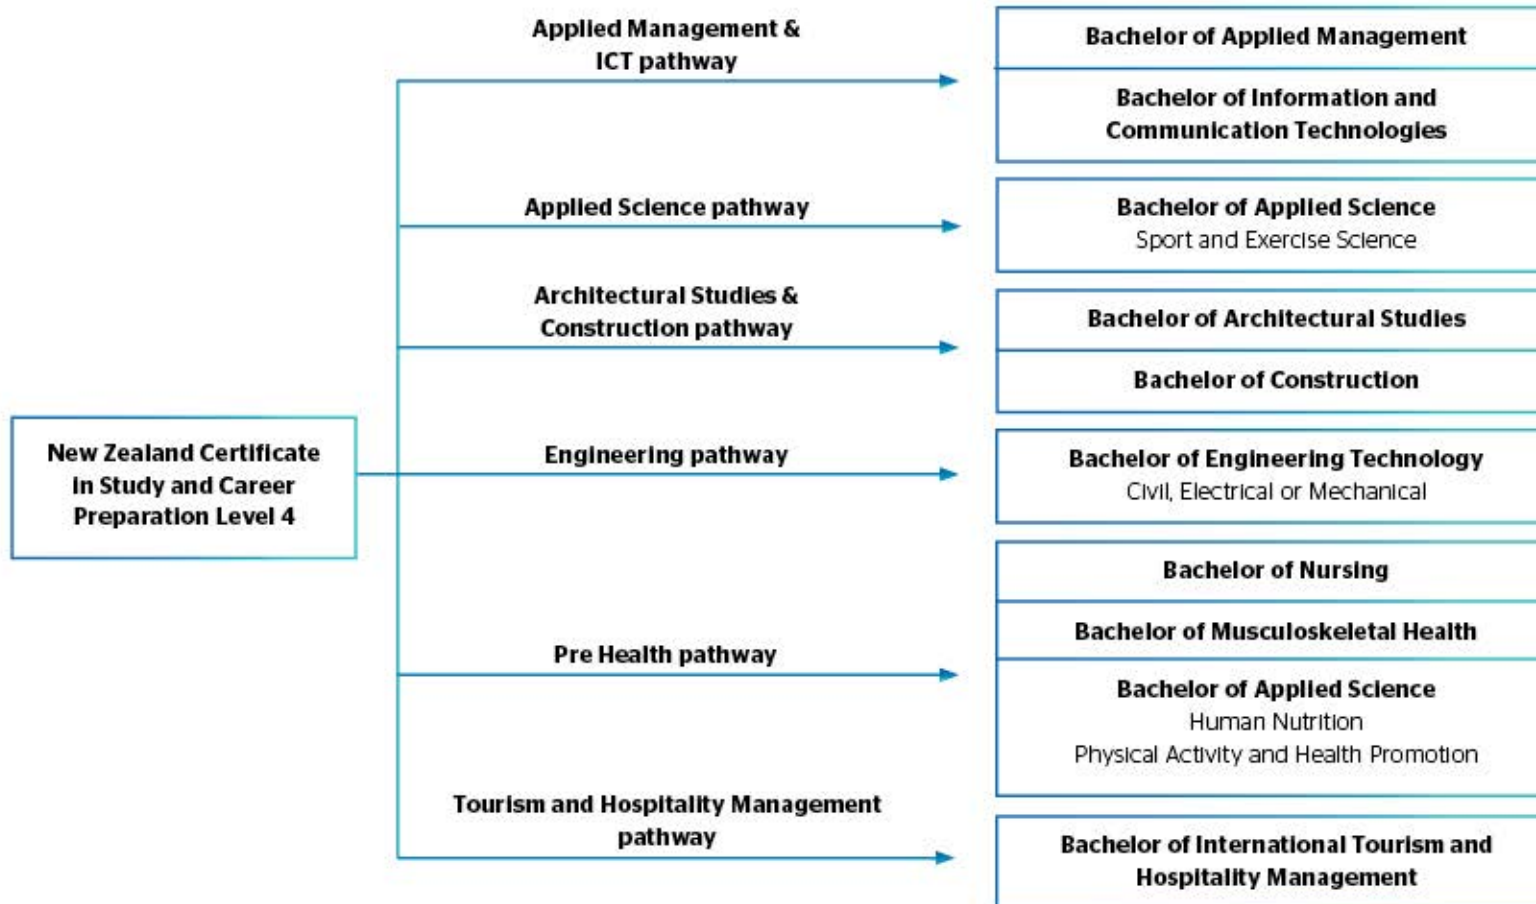 New Zealand Certificate
in Study and Career
Preparation Level 4
Applied Management &
ICT pathway
Bachelor of Applied Management
Bachelor of Information and
Communication Technologies
Applied Science pathway
Bachelor of Applied Science
Sport and Exercise Science
Architectural Studies &
Construction pathway
Bachelor of Architectural Studies
Bachelor of Construction
Engineering pathway
Bachelor of Engineering Technology
Civil, Electrical or Mechanical
Pre Health pathway
Bachelor of Nursing
Bachelor of Musculoskeletal Health
Bachelor of Applied Science
Human Nutrition
Physical Activity and Health Promotion
Tourism and Hospitality Management
pathway
Bachelor of International Tourism and
Hospitality Management